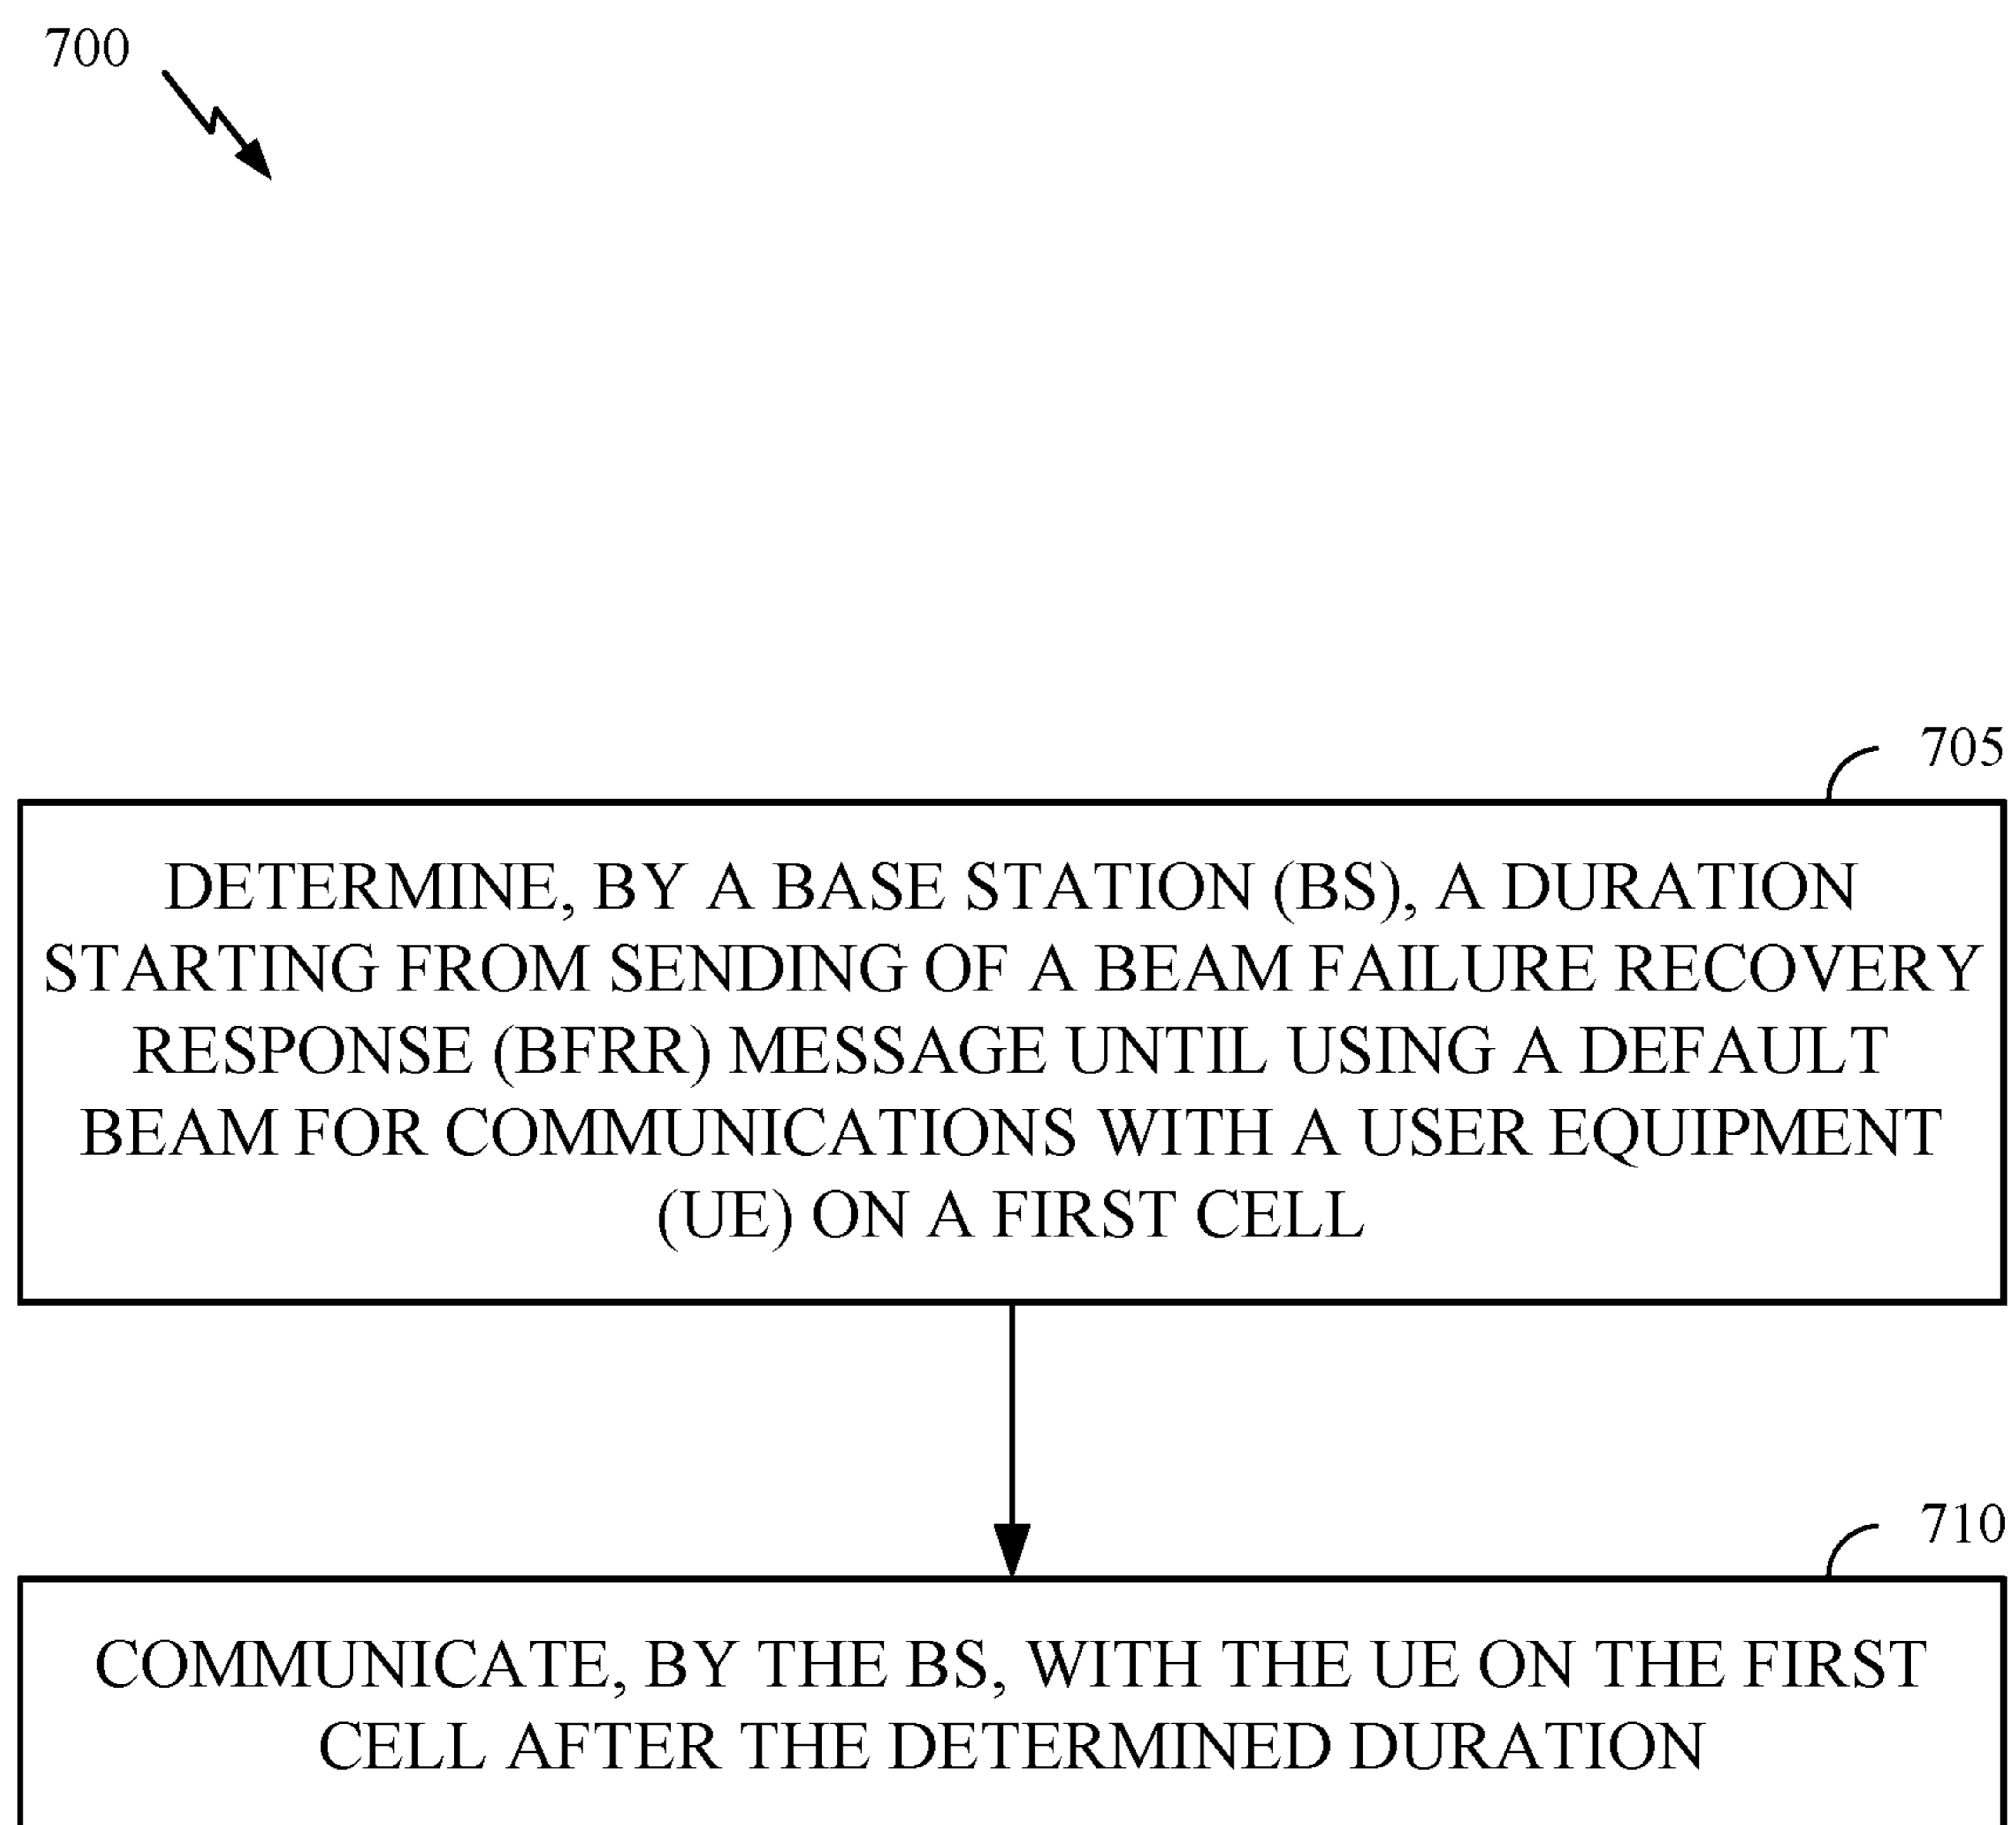 700
705
DETERMINE, BY A BASE STATION (BS), A DURATION
STARTING FROM SENDING OF A BEAM FAILURE RECOVERY
RESPONSE (BFRR) MESSAGE UNTIL USING A DEFAULT
BEAM FOR COMMUNICATIONS WITH A USER EQUIPMENT
(UE) ON A FIRST CELL
710
COMMUNICATE, BY THE BS, WITH THE UE ON THE FIRST
CELL AFTER THE DETERMINED DURATION